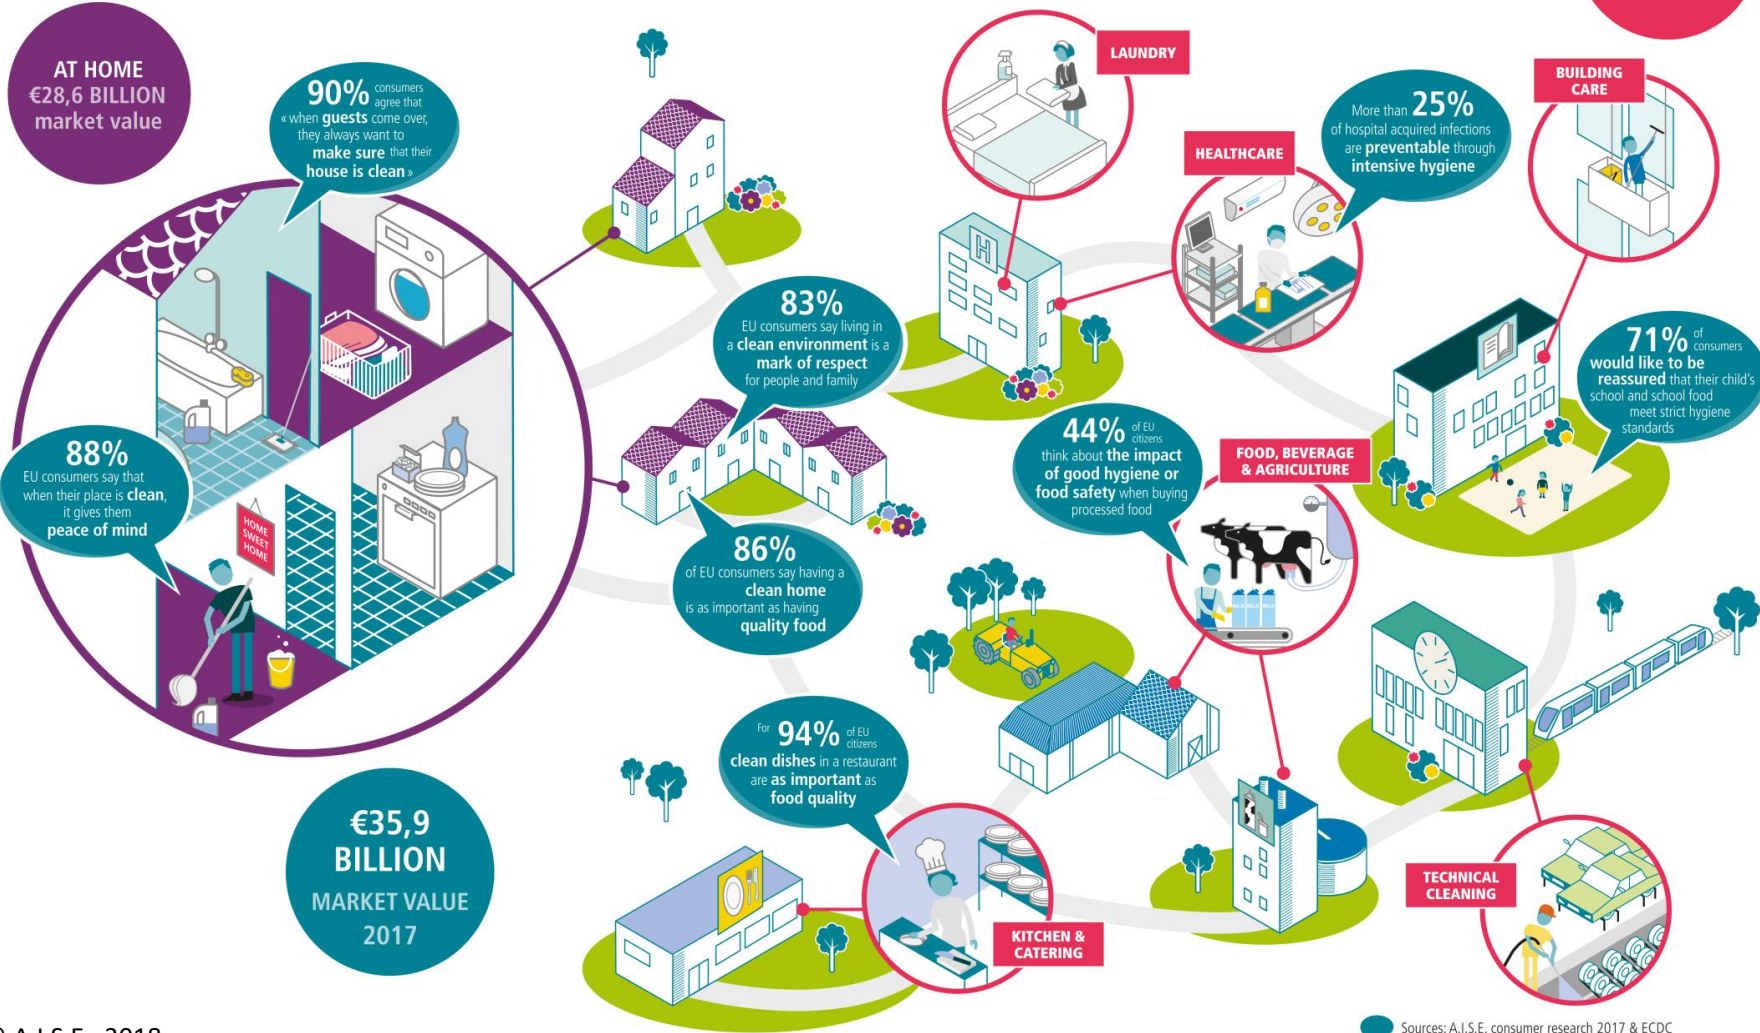 AT HOME
€28,6 BILLION
market value
90% consumers
agree that
« when guests come over,
they always want to
make sure that their
house is clean »
88%
EU consumers say that
when their place is clean,
it gives them
peace of mind
HOME
SWEET
HOME
€35,9
BILLION
MARKET VALUE
2017
83%
EU consumers say living in
a clean environment is a
mark of respect
for people and family
86%
of EU consumers say having a
clean home
is as important as having
quality food
For 94% of EU
citizens
clean dishes in a restaurant
are as important as
food quality
KITCHEN &
CATERING
LAUNDRY
H
HEALTHCARE
More than 25%
of hospital acquired infections
are preventable through
intensive hygiene
BUILDING
CARE
71% of
consumers
would like to be
reassured that their child's
school and school food
meet strict hygiene
standards
44% of EU
citizens
think about the impact
of good hygiene or
food safety when buying
processed food
FOOD, BEVERAGE
& AGRICULTURE
MILK MILK MILK
TECHNICAL
CLEANING
A.I.S.E., 2018
Sources: A.I.S.E. consumer research 2017 & ECDC